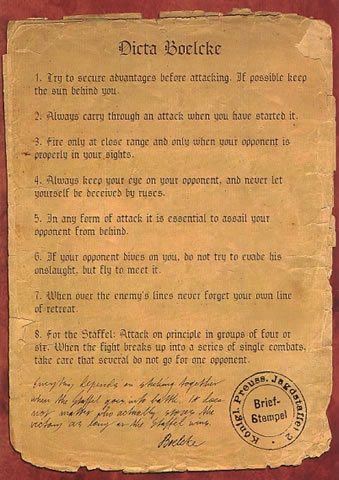 Dicta Boelcke
1. Try to secure advantages before attacking. If possible keep
the sun behind you.
2. Always carry through an attack when you have started it.
3. Fire only at close range and only when your opponent is
properly in your sights.
4. Always keep your eye on your opponent, and never let
yourself be deceived by ruses.
5. In any form of attack it is essential to assail your
opponent from behind.
6. If your opponent dives on you, do not try to evade his
onslaught, but fly to meet it.
7. When over the enemy's lines never forget your own line
of retreat.
8. For the Staffel: Attack on principle in groups of four or
six. When the fight breaks up into a series of single combats,
take care that several do not go for one opponent.
Everything depends on sticking together
when the Staffel goes into battle. It does
not matter who actually scores the
victory as long as the Staffel wins.
Boelcke
Königl. Preuss. Jagdstaffel 2
Brief-
Stempel